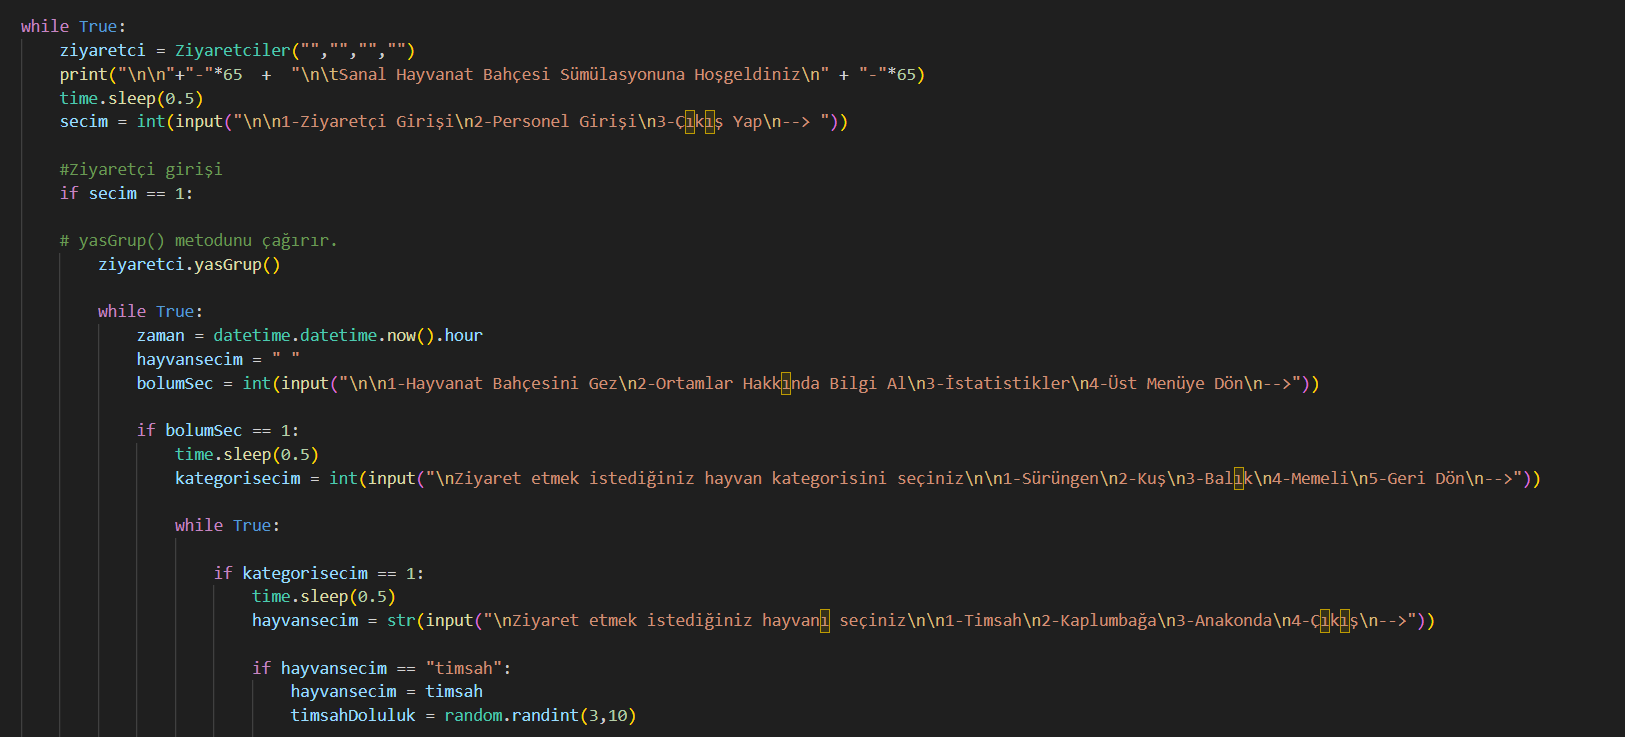 while True:
    ziyaretci = Ziyaretciler("","","","")
    print("\n\n"+"-"*65  +  "\n\tSanal Hayvanat Bahçesi Sümülasyonuna Hoşgeldiniz\n" + "-"*65)
    time.sleep(0.5)
    secim = int(input("\n\n1-Ziyaretçi Girişi\n2-Personel Girişi\n3-Çıkış Yap\n--> "))
    #Ziyaretçi girişi
    if secim == 1:
    # yasGrup() metodunu çağırır.
        ziyaretci.yasGrup()
        while True:
            zaman = datetime.datetime.now().hour
            hayvansecim = " "
            bolumSec = int(input("\n\n1-Hayvanat Bahçesini Gez\n2-Ortamlar Hakkında Bilgi Al\n3-İstatistikler\n4-Üst Menüye Dön\n-->"))
            if bolumSec == 1:
                time.sleep(0.5)
                kategorisecim = int(input("\nZiyaret etmek istediğiniz hayvan kategorisini seçiniz\n\n1-Sürüngen\n2-Kuş\n3-Balık\n4-Memeli\n5-Geri Dön\n-->"))
                while True:
                    if kategorisecim == 1:
                        time.sleep(0.5)
                        hayvansecim = str(input("\nZiyaret etmek istediğiniz hayvanı seçiniz\n\n1-Timsah\n2-Kaplumbağa\n3-Anakonda\n4-Çıkış\n-->"))
                        if hayvansecim == "timsah":
                            hayvansecim = timsah
                            timsahDoluluk = random.randint(3,10)